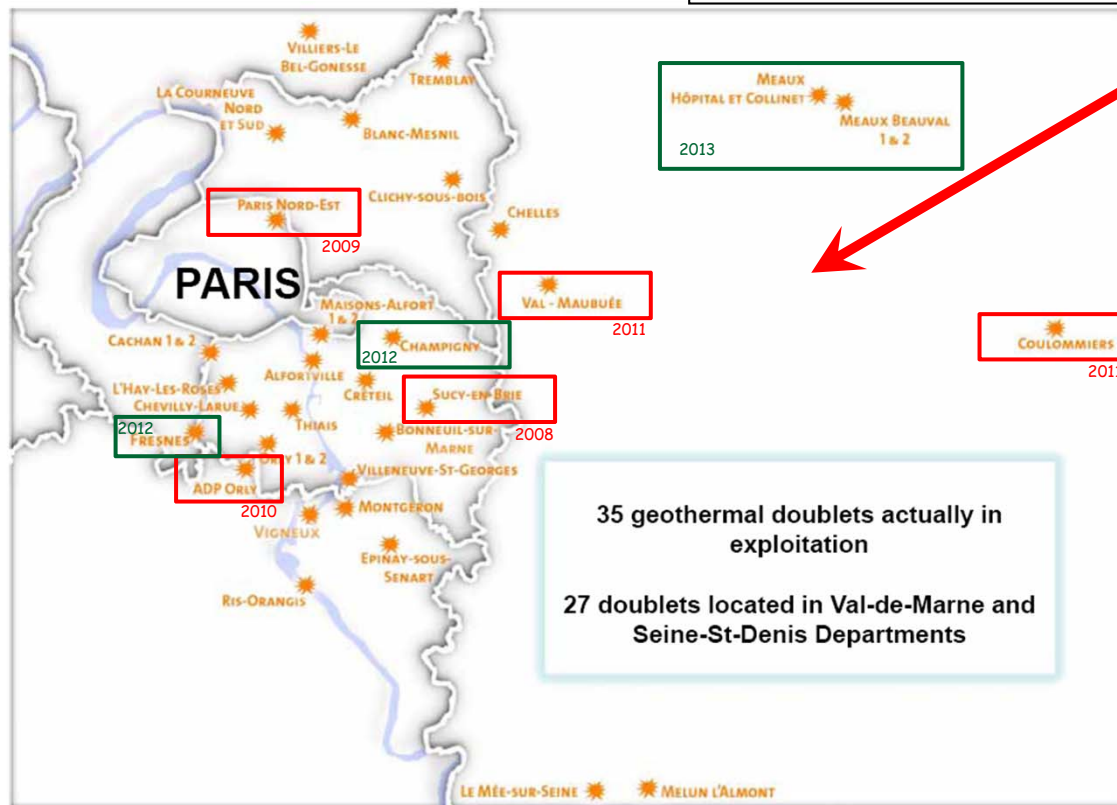 VILLIERS-LE
BEL-GONESSE
TREMBLAY
LA COURNEUVE
NORD
ET SUD
BLANC-MESNIL
MEAUX
HÔPITAL ET COLLINET
MEAUX BEAUVAL
1 & 2
2013
CLICHY-SOUS-BOIS
PARIS NORD-EST
2009
CHELLES
PARIS
VAL - MAUBUÉE
2011
MAISONS-ALFORT
1 & 2
CACHAN 1 & 2
2012
CHAMPIGNY
COULOMMIERS
2011
ALFORTVILLE
L'HAY-LES-ROSES
CRÉTEIL
SUCY-EN-BRIE
2008
CHEVILLY-LARUE
THIAIS
2012
FRESNES
BONNEUIL-SUR-
MARNE
ORLY 1 & 2
VILLENEUVE-ST-GEORGES
ADP ORLY
2010
MONTGERON
VIGNEUX
EPINAY-SOUS-
SENART
RIS-ORANGIS
35 geothermal doublets actually in
exploitation
27 doublets located in Val-de-Marne and
Seine-St-Denis Departments
LE MÉE-SUR-SEINE
MELUN L'ALMONT